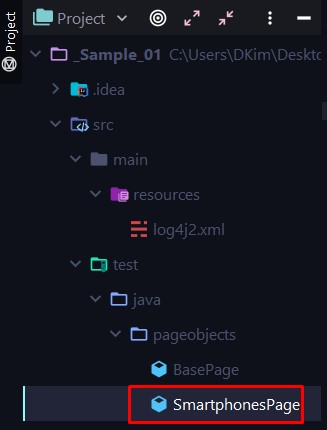 Project
Project
_Sample_01 C:\Users\DKim\Deskto
.idea
src
main
resources
log4j2.xml
test
java
pageobjects
BasePage
SmartphonesPage